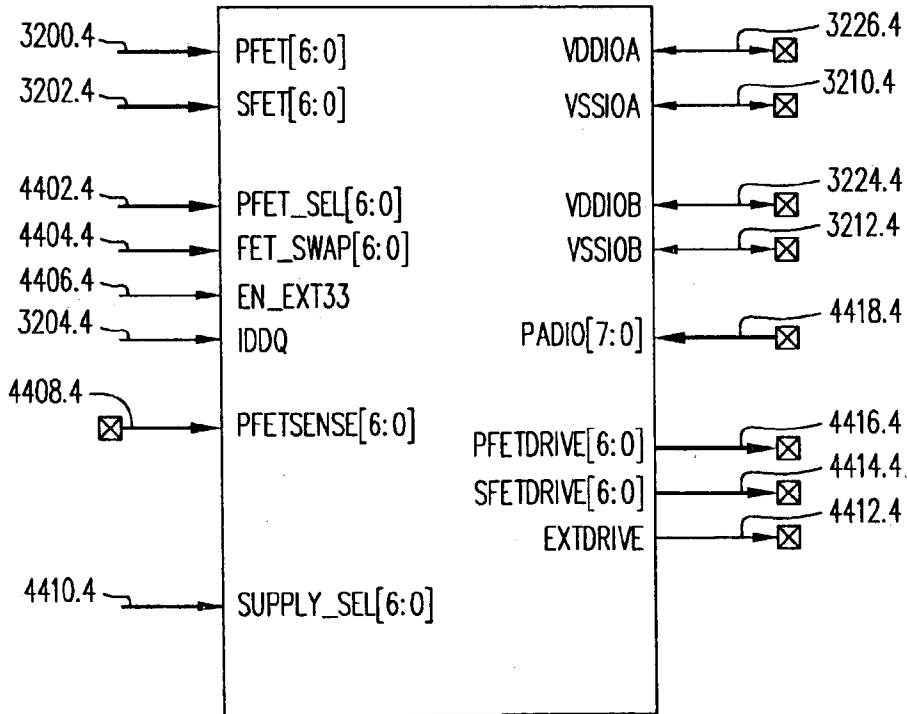 3200.4 PFET[6:0] VDDIOA 3226.4
3202.4 SFET[6:0] VSSIOA 3210.4
4402.4 PFET_SEL[6:0] VDDIOB 3224.4
4404.4 FET_SWAP[6:0] VSSIOB 3212.4
4406.4 EN_EXT33
3204.4 IDDQ PADIO[7:0] 4418.4
4408.4 PFETSENSE[6:0]
PFETDRIVE[6:0] 4416.4
SFETDRIVE[6:0] 4414.4
EXTDRIVE 4412.4
4410.4 SUPPLY_SEL[6:0]